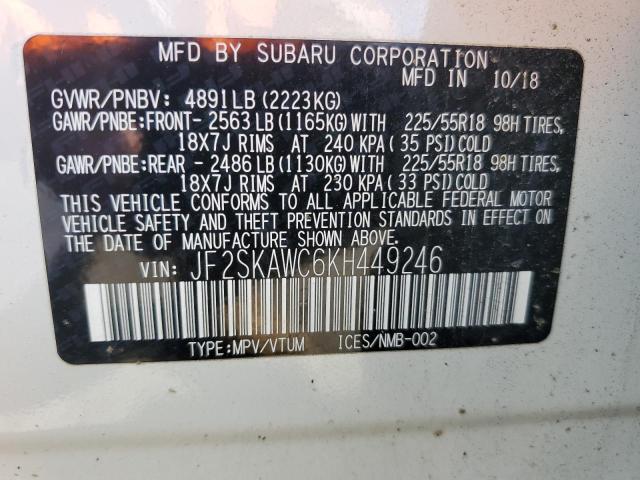 MFD BY SUBARU CORPORATION
MFD IN 10/18
GVWR/PNBV: 4891LB (2223KG)
GAWR/PNBE:FRONT- 2563LB (1165KG)WITH 225/55R18 98H TIRES,
18X7J RIMS AT 240 KPA (35 PSI)COLD
GAWR/PNBE:REAR - 2486LB (1130KG)WITH 225/55R18 98H TIRES,
18X7J RIMS AT 230 KPA (33 PSI)COLD
THIS VEHICLE CONFORMS TO ALL APPLICABLE FEDERAL MOTOR
VEHICLE SAFETY AND THEFT PREVENTION STANDARDS IN EFFECT ON
THE DATE OF MANUFACTURE SHOWN ABOVE.
VIN: JF2SKAWC6KH449246
TYPE:MPV/VTUM ICES/NMB-002